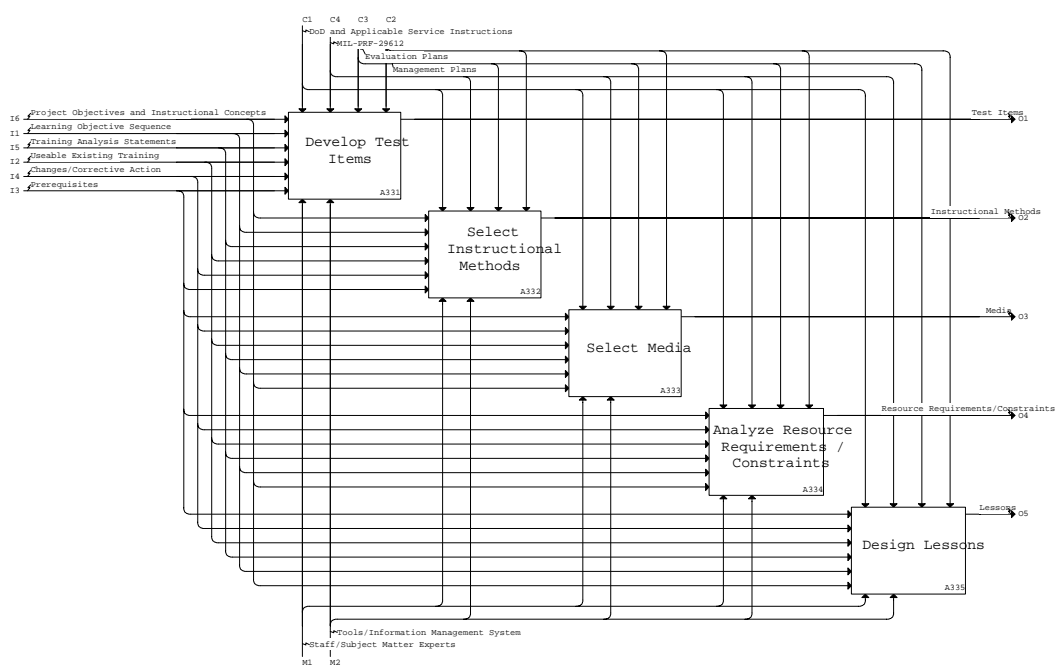 C1 C4 C3 C2
DoD and Applicable Service Instructions
MIL-PRF-29612
Evaluation Plans
Management Plans
I6 Project Objectives and Instructional Concepts
I1 Learning Objective Sequence
I5 Training Analysis Statements
I2 Useable Existing Training
I4 Changes/Corrective Action
I3 Prerequisites
Develop Test
Items
A331
Test Items
O1
Select
Instructional
Methods
A332
Instructional Methods
O2
Select Media
A333
Media
O3
Analyze Resource
Requirements /
Constraints
A334
Resource Requirements/Constraints
O4
Design Lessons
A335
Lessons
O5
Tools/Information Management System
Staff/Subject Matter Experts
M1 M2